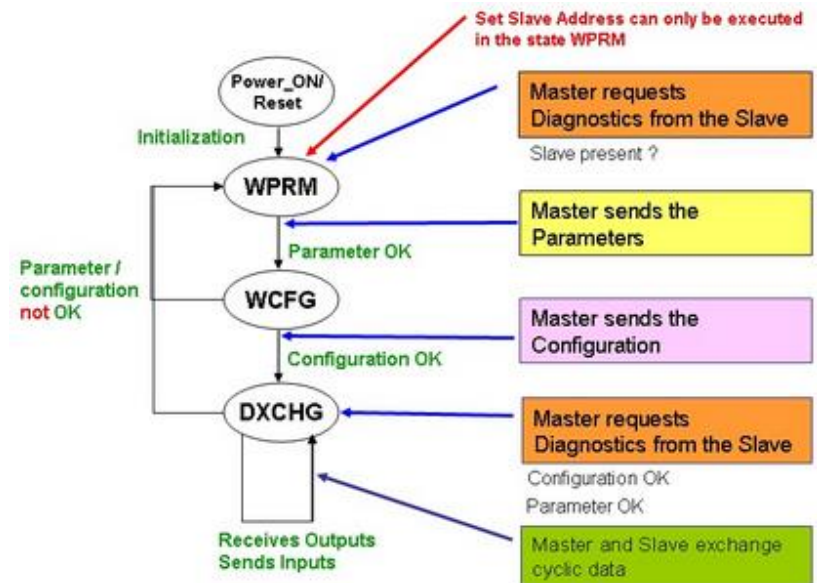 Set Slave Address can only be executed
in the state WPRM
Power_ON/
Reset
Master requests
Diagnostics from the Slave
Slave present ?
Initialization
WPRM
Master sends the
Parameters
Parameter OK
Parameter /
configuration
not OK
WCFG
Master sends the
Configuration
Configuration OK
DXCHG
Master requests
Diagnostics from the Slave
Configuration OK
Parameter OK
Receives Outputs
Sends Inputs
Master and Slave exchange
cyclic data